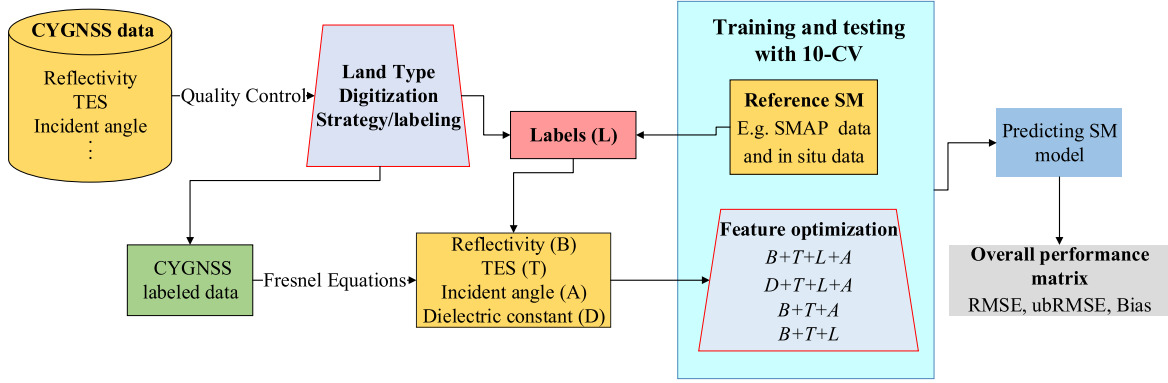 CYGNSS data
Reflectivity
TES
Incident angle
⋮
Quality Control
Land Type
Digitization
Strategy/labeling
Labels (L)
Training and testing
with 10-CV
Reference SM
E.g. SMAP data
and in situ data
Predicting SM
model
CYGNSS
labeled data
Fresnel Equations
Reflectivity (B)
TES (T)
Incident angle (A)
Dielectric constant (D)
Feature optimization
B+T+L+A
D+T+L+A
B+T+A
B+T+L
Overall performance
matrix
RMSE, ubRMSE, Bias